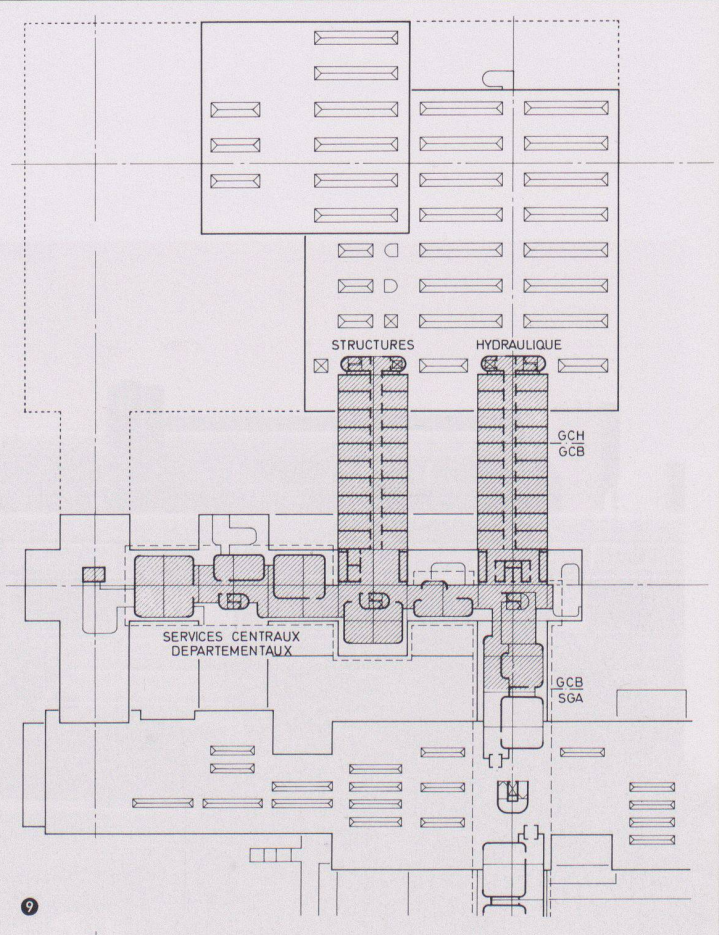 STRUCTURES
HYDRAULIQUE
GCH
GCB
SERVICES CENTRAUX
DEPARTEMENTAUX
GCB
SGA
9